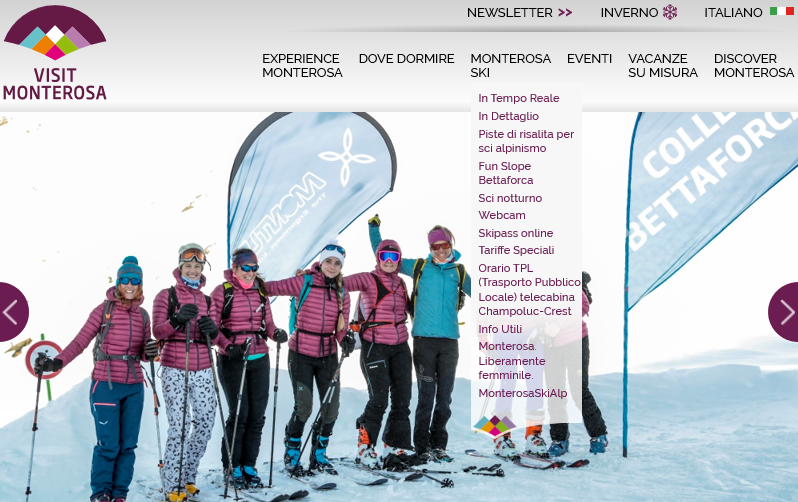 NEWSLETTER >>
INVERNO
ITALIANO
VISIT
MONTEROSA
EXPERIENCE
MONTEROSA
DOVE DORMIRE
MONTEROSA
SKI
EVENTI
VACANZE
SU MISURA
DISCOVER
MONTEROSA
In Tempo Reale
In Dettaglio
Piste di risalita per
sci alpinismo
Fun Slope
Bettaforca
Sci notturno
Webcam
Skipass online
Tariffe Speciali
Orario TPL
(Trasporto Pubblico
Locale) telecabina
Champoluc-Crest
Info Utili
Monterosa.
Liberamente
femminile.
MonterosaSkiAlp
COLLE
BETTAFORCA